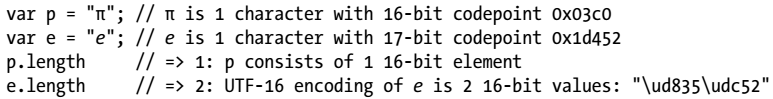 var p = "π"; // π is 1 character with 16-bit codepoint 0x03c0
var e = "e"; // e is 1 character with 17-bit codepoint 0x1d452
p.length // => 1: p consists of 1 16-bit element
e.length // => 2: UTF-16 encoding of e is 2 16-bit values: "\ud835\udc52"